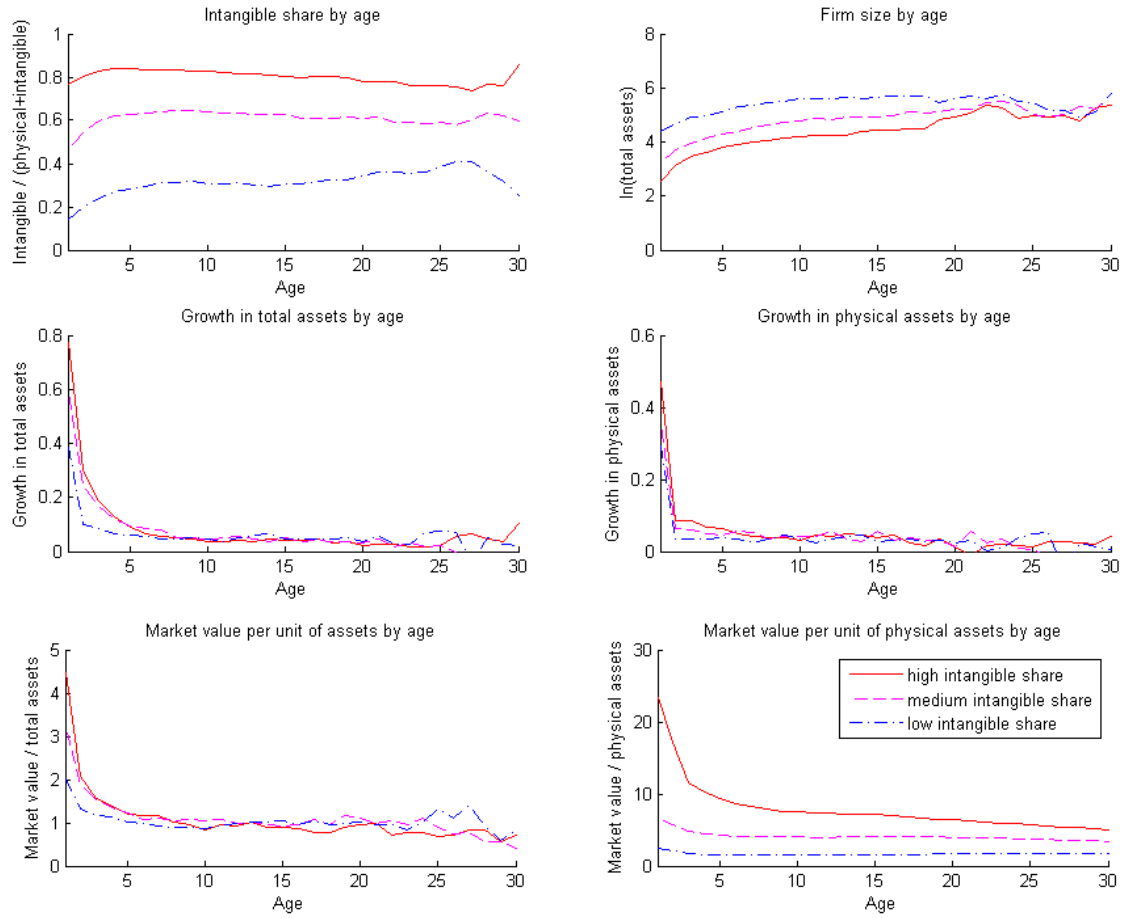 Intangible share by age
Intangible / (physical+intangible)
1
0.8
0.6
0.4
0.2
0
5 10 15 20 25 30
Age
Firm size by age
ln(total assets)
8
6
4
2
0
5 10 15 20 25 30
Age
Growth in total assets by age
Growth in total assets
0.8
0.6
0.4
0.2
0
5 10 15 20 25 30
Age
Growth in physical assets by age
Growth in physical assets
0.6
0.4
0.2
0
5 10 15 20 25 30
Age
Market value per unit of assets by age
Market value / total assets
5
4
3
2
1
0
5 10 15 20 25 30
Age
Market value per unit of physical assets by age
Market value / physical assets
30
20
10
0
high intangible share
medium intangible share
low intangible share
5 10 15 20 25 30
Age